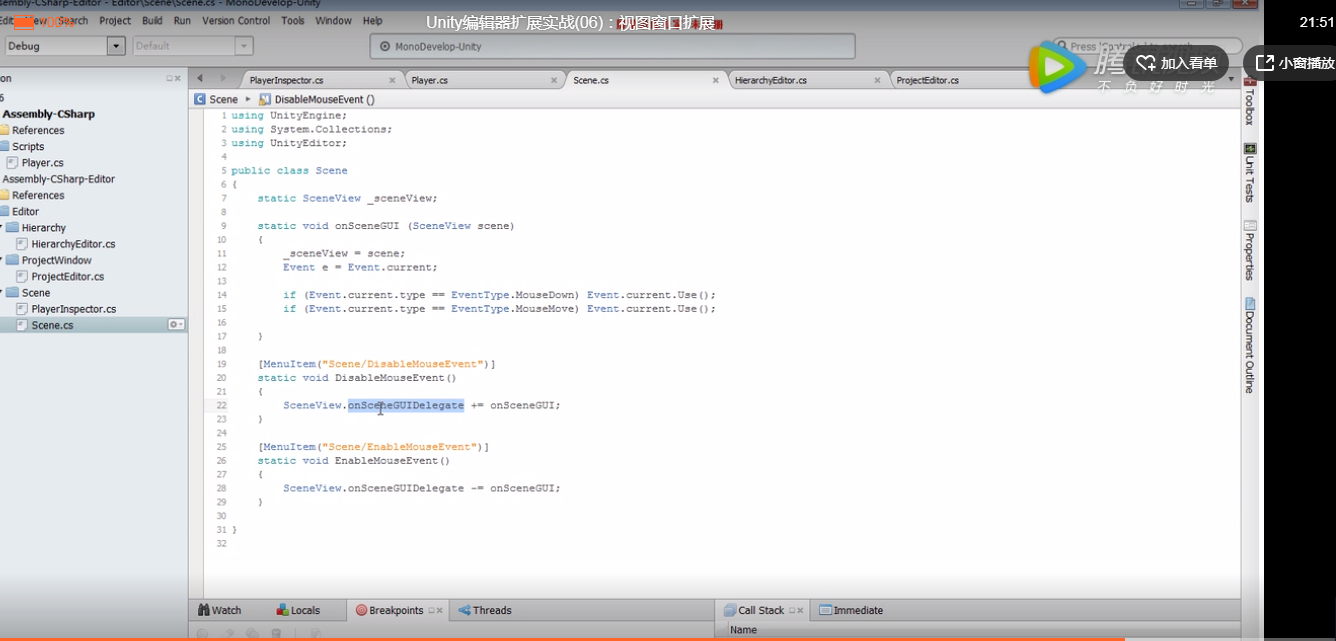 Assembly-CSharp-Editor - Editor\Scene\Scene.cs - MonoDevelop-Unity
Unity编辑器扩展实战(06)：视图窗口扩展
21:51
Edit View Search Project Build Run Version Control Tools Window Help
Debug
Default
MonoDevelop-Unity
加入看单
小窗播放
腾讯视频
不负好时光
PlayerInspector.cs
Player.cs
Scene.cs
HierarchyEditor.cs
ProjectEditor.cs
Scene
DisableMouseEvent ()
Assembly-CSharp
References
Scripts
Player.cs
Assembly-CSharp-Editor
References
Editor
Hierarchy
HierarchyEditor.cs
ProjectWindow
ProjectEditor.cs
Scene
PlayerInspector.cs
Scene.cs
1 using UnityEngine;
2 using System.Collections;
3 using UnityEditor;
4
5 public class Scene
6 {
7 static SceneView _sceneView;
8
9 static void onSceneGUI (SceneView scene)
10 {
11 _sceneView = scene;
12 Event e = Event.current;
13
14 if (Event.current.type == EventType.MouseDown) Event.current.Use();
15 if (Event.current.type == EventType.MouseMove) Event.current.Use();
16
17 }
18
19 [MenuItem("Scene/DisableMouseEvent")]
20 static void DisableMouseEvent()
21 {
22 SceneView.onSceneGUIDelegate += onSceneGUI;
23 }
24
25 [MenuItem("Scene/EnableMouseEvent")]
26 static void EnableMouseEvent()
27 {
28 SceneView.onSceneGUIDelegate -= onSceneGUI;
29 }
30
31 }
32
Toolbox
Unit Tests
Properties
Document Outline
Watch
Locals
Breakpoints
Threads
Call Stack
Immediate
Name